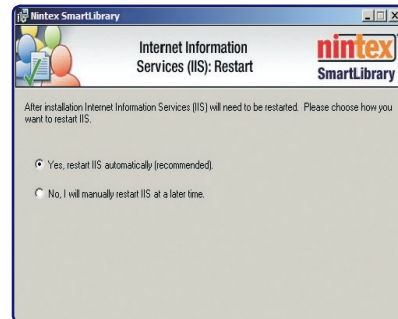 Nintex SmartLibrary
Internet Information
Services (IIS): Restart
nintex
SmartLibrary
After installation Internet Information Services (IIS) will need to be restarted. Please choose how you
want to restart IIS.
Yes, restart IIS automatically (recommended).
No, I will manually restart IIS at a later time.